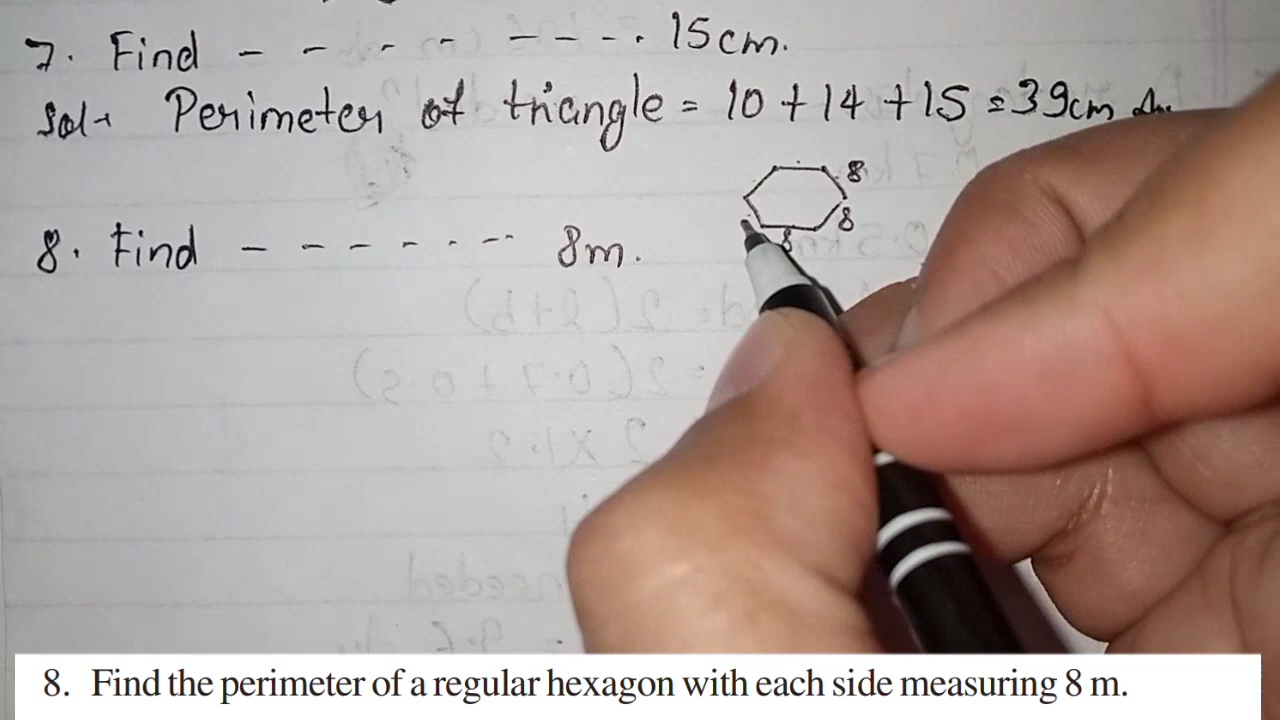 7. Find - - - - - - - - 15cm.
Sol→ Perimeter of triangle = 10 + 14 + 15 = 39cm Ans
8
8
8
8. Find - - - - - - - 8m.
8. Find the perimeter of a regular hexagon with each side measuring 8 m.